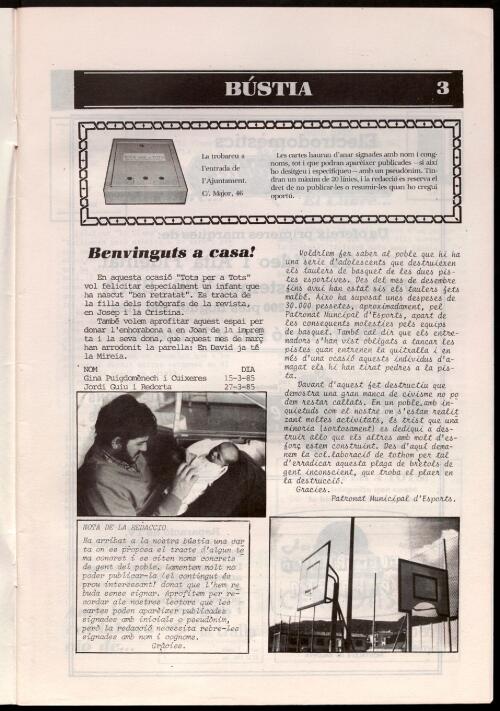 BÚSTIA 3
La trobareu a
l'entrada de
l'Ajuntament.
C/. Major, 46
Les cartes hauran d'anar signades amb nom i cong-
noms, tot i que podran aparèixer publicades —si així
ho desitgeu i especifiqueu— amb un pseudònim. Tin-
dran un màxim de 20 línies, i la redacció es reserva el
dret de no publicar-les o resumir-les quan ho cregui
oportú.
Benvinguts a casa!
En aquesta ocasió "Tots per a Tots"
vol felicitar especialment un infant que
ha nascut "ben retratat". Es tracta de
la filla dels fotògrafs de la revista,
en Josep i la Cristina.
També volem aprofitar aquest espai per
donar l'enhorabona a en Joan de la imprem
ta i la seva dona, que aquest mes de març
han arrodonit la parella: En David ja té
la Mireia.
NOM DIA
Gina Puigdomènech i Cuixeres 15-3-85
Jordi Guiu i Redorta 27-3-85
NOTA DE LA REDACCIO
Ha arribat a la nostra bústia una car
ta on es proposa el tracte d'algun te
ma concret i es citen noms concrets
de gent del poble. Lamentem molt no
poder publicar-la (el contingut és
prou interessant) donat que l'hem re
buda sense signar. Aprofitem per re-
cordar als nostres lectors que les
cartes poden aparèixer publicades
signades amb inicials o pseudònim,
però la redacció necessita rebre-les
signades amb nom i cognoms.
Gràcies.
Voldríem fer saber al poble que hi ha
una sèrie d'adolescents que destrueixen
els taulers de basquet de les dues pis-
tes esportives. Des del mes de desembre
fins avui han estat sis els taulers fets
malbé. Això ha suposat unes despeses de
30.000 pessetes, aproximadament, pel
Patronat Municipal d'Esports, apart de
les conseguents molesties pels equips
de basquet. També cal dir que els entre-
nadors s'han vist obligats a tancar les
pistes quan entrenen la quitxalla i en
més d'una ocasió aquests individus d'a-
magat els hi han tirat pedres a la pis-
ta.
Davant d'aquest fet destructiu que
demostra una gran manca de civisme no po
dem restar callats. En un poble amb in-
quietuds com el nostre on s'estan realit
zant moltes activitats, és trist que una
minoria (sortosament) es dediqui a des-
truir allo que els altres amb molt d'es-
forç estem construint. Des d'aquí dema-
nem la col.laboració de tothom per tal
d'erradicar aquesta plaga de brètols de
gent inconscient, que troba el plaer en
la destrucció.
Gracies.
Patronat Municipal d'Esports.